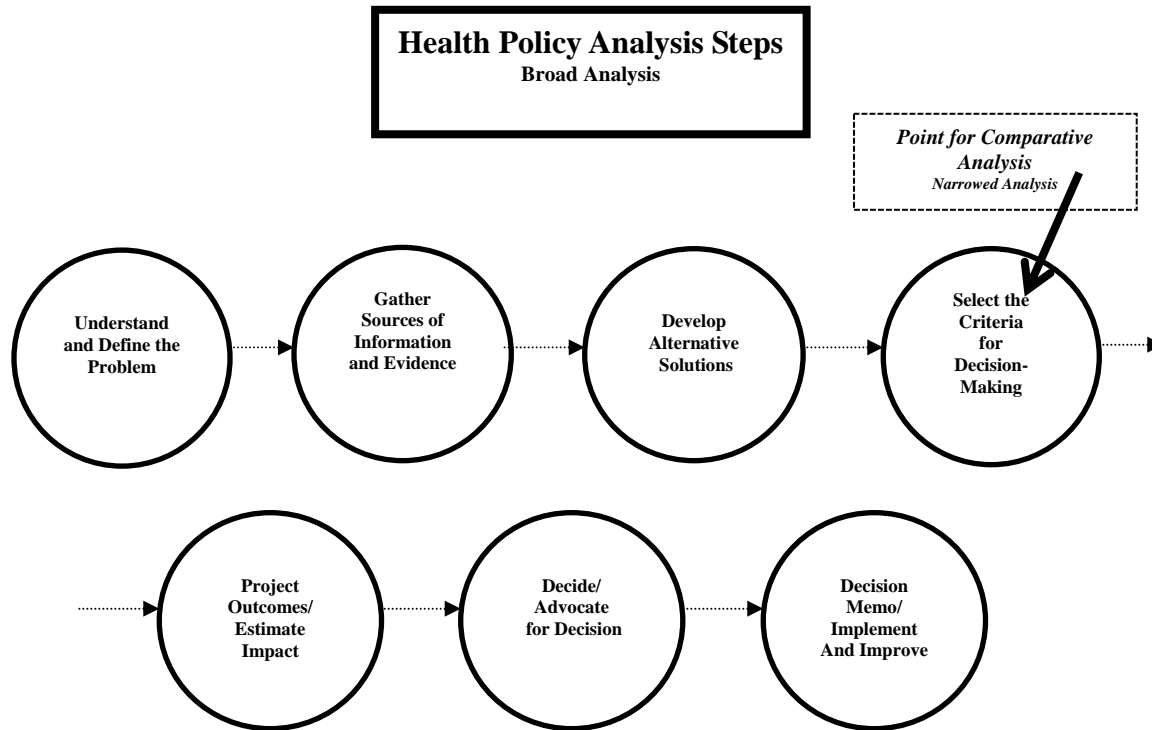 Health Policy Analysis Steps
Broad Analysis
Point for Comparative
Analysis
Narrowed Analysis
Understand
and Define the
Problem
Gather
Sources of
Information
and Evidence
Develop
Alternative
Solutions
Select the
Criteria
for
Decision-
Making
Project
Outcomes/
Estimate
Impact
Decide/
Advocate
for Decision
Decision
Memo/
Implement
And Improve